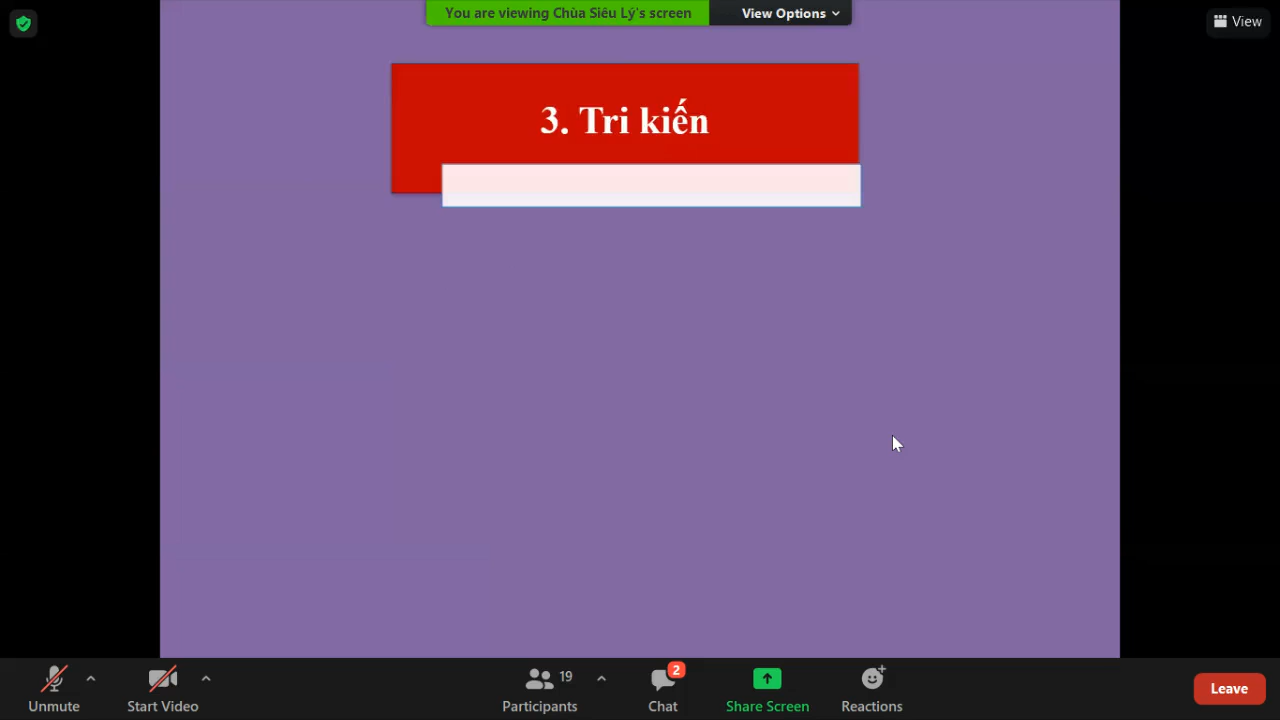 You are viewing Chùa Siêu Lý's screen
View Options
View
3. Tri kiến
Unmute
Start Video
19
Participants
2
Chat
Share Screen
Reactions
Leave